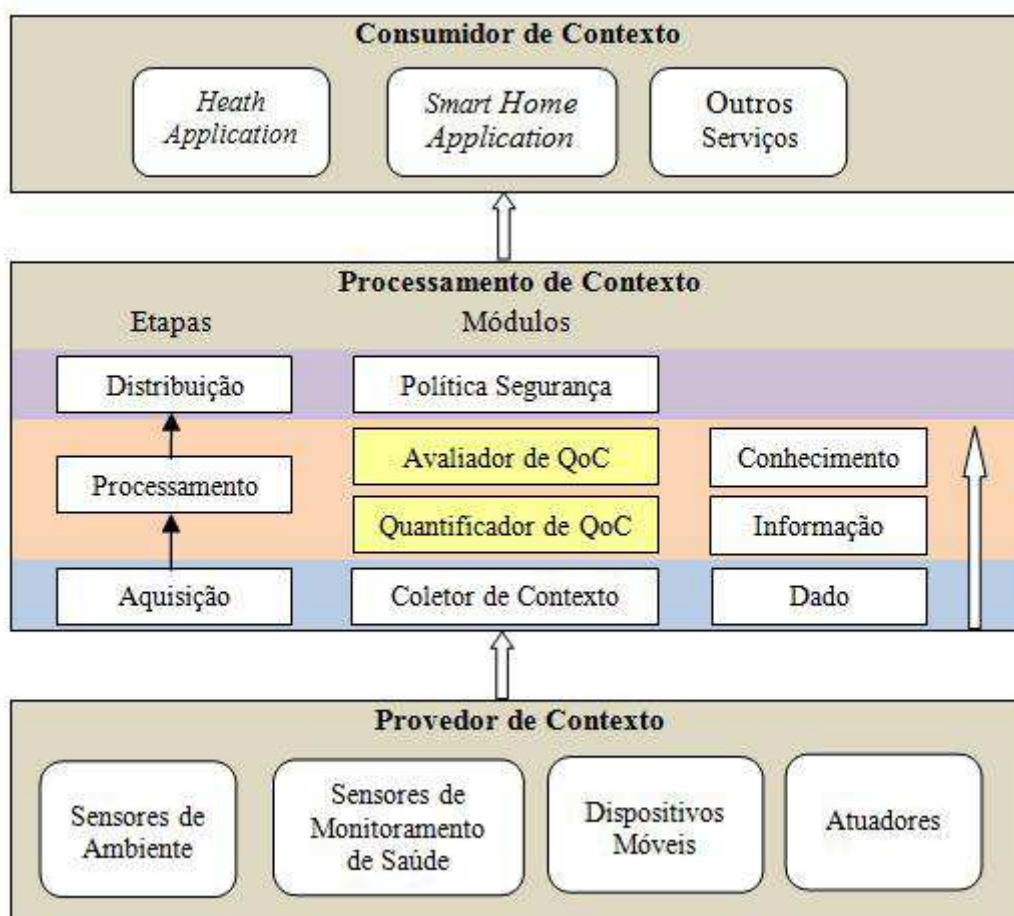 Consumidor de Contexto
Heath
Application
Smart Home
Application
Outros
Serviços
Processamento de Contexto
Etapas
Módulos
Distribuição
Política Segurança
Processamento
Avaliador de QoC
Conhecimento
Quantificador de QoC
Informação
Aquisição
Coletor de Contexto
Dado
Provedor de Contexto
Sensores de
Ambiente
Sensores de
Monitoramento
de Saúde
Dispositivos
Móveis
Atuadores